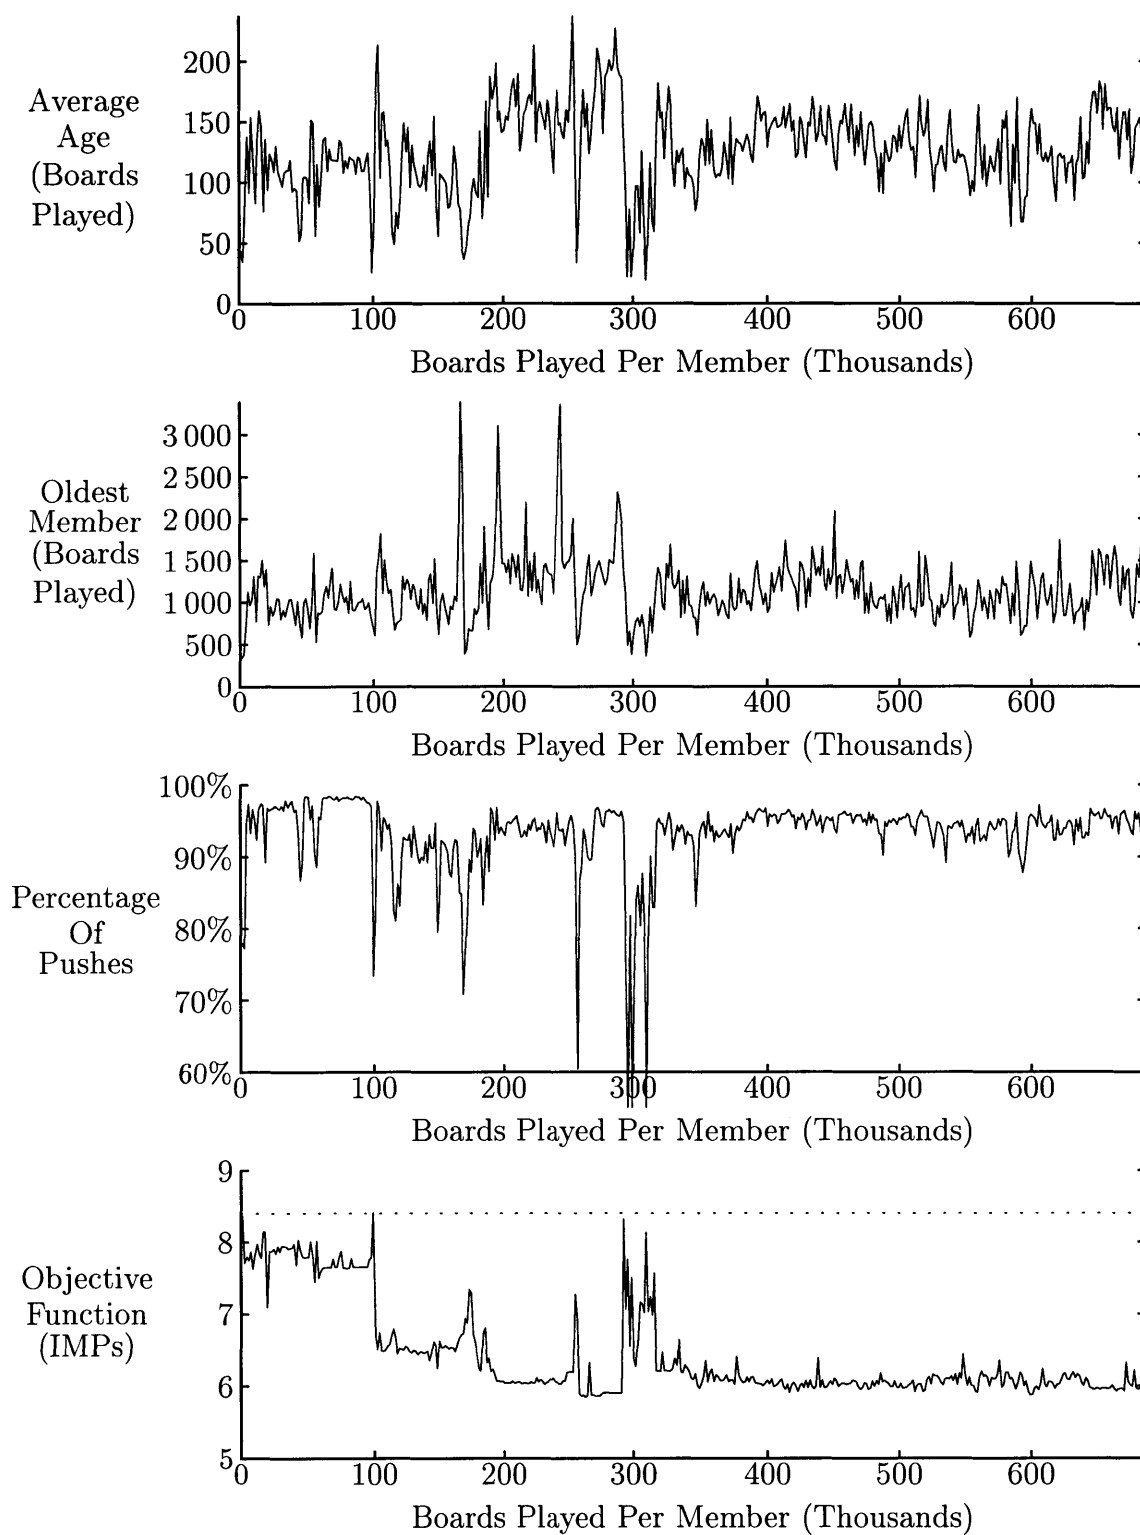 200
150
100
50
0
Average
Age
(Boards
Played)
0 100 200 300 400 500 600
Boards Played Per Member (Thousands)
3 000
2 500
2 000
1 500
1 000
500
0
Oldest
Member
(Boards
Played)
0 100 200 300 400 500 600
Boards Played Per Member (Thousands)
100%
90%
80%
70%
60%
Percentage
Of
Pushes
0 100 200 300 400 500 600
Boards Played Per Member (Thousands)
9
8
7
6
5
Objective
Function
(IMPs)
0 100 200 300 400 500 600
Boards Played Per Member (Thousands)